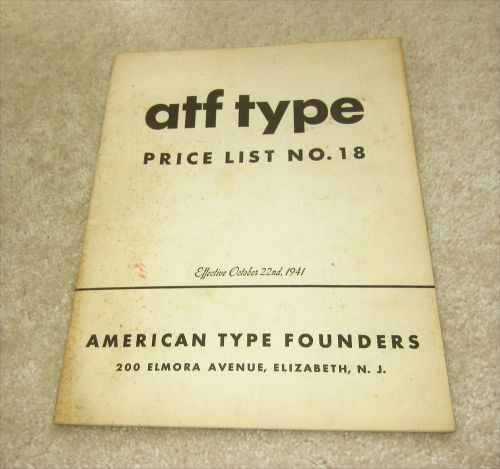 atf type
PRICE LIST NO. 18
Effective October 22nd, 1941
AMERICAN TYPE FOUNDERS
200 ELMORA AVENUE, ELIZABETH, N. J.